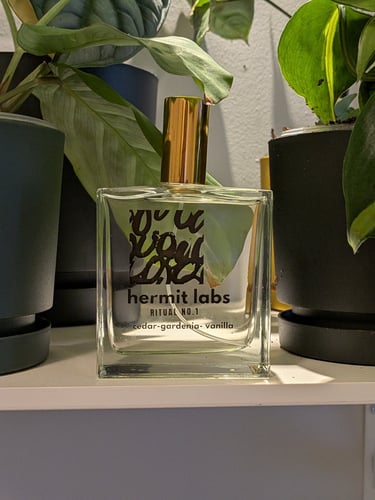 hermit labs
RITUAL NO.1
cedar-gardenia- vanilla